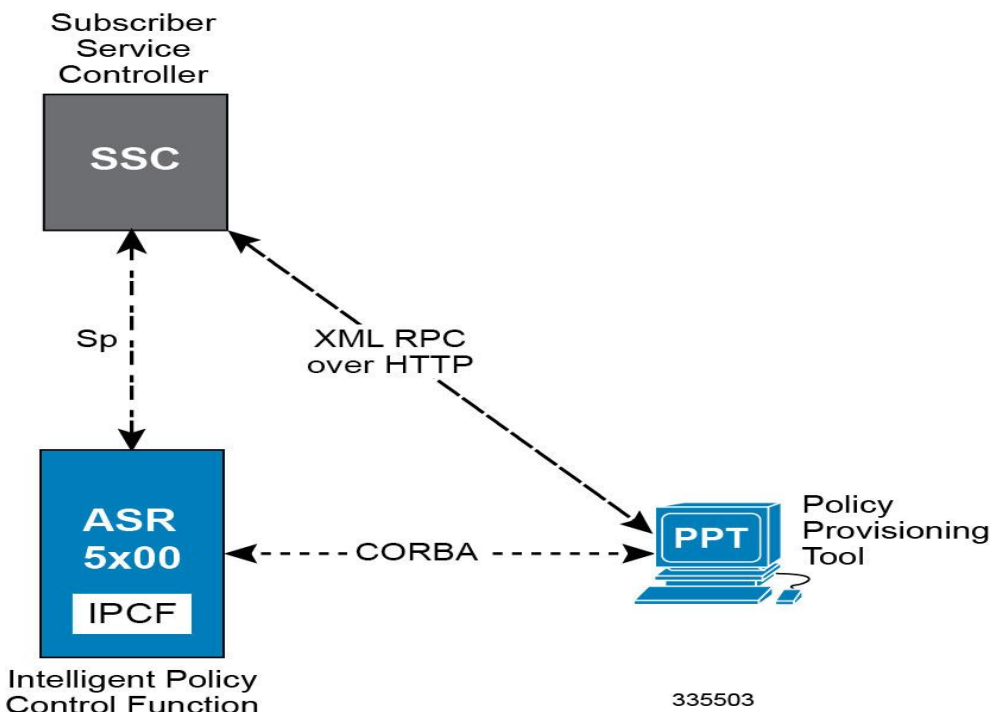 Subscriber
Service
Controller
SSC
Sp
XML RPC
over HTTP
ASR
5x00
IPCF
CORBA
PPT
Policy
Provisioning
Tool
Intelligent Policy
Control Function
335503